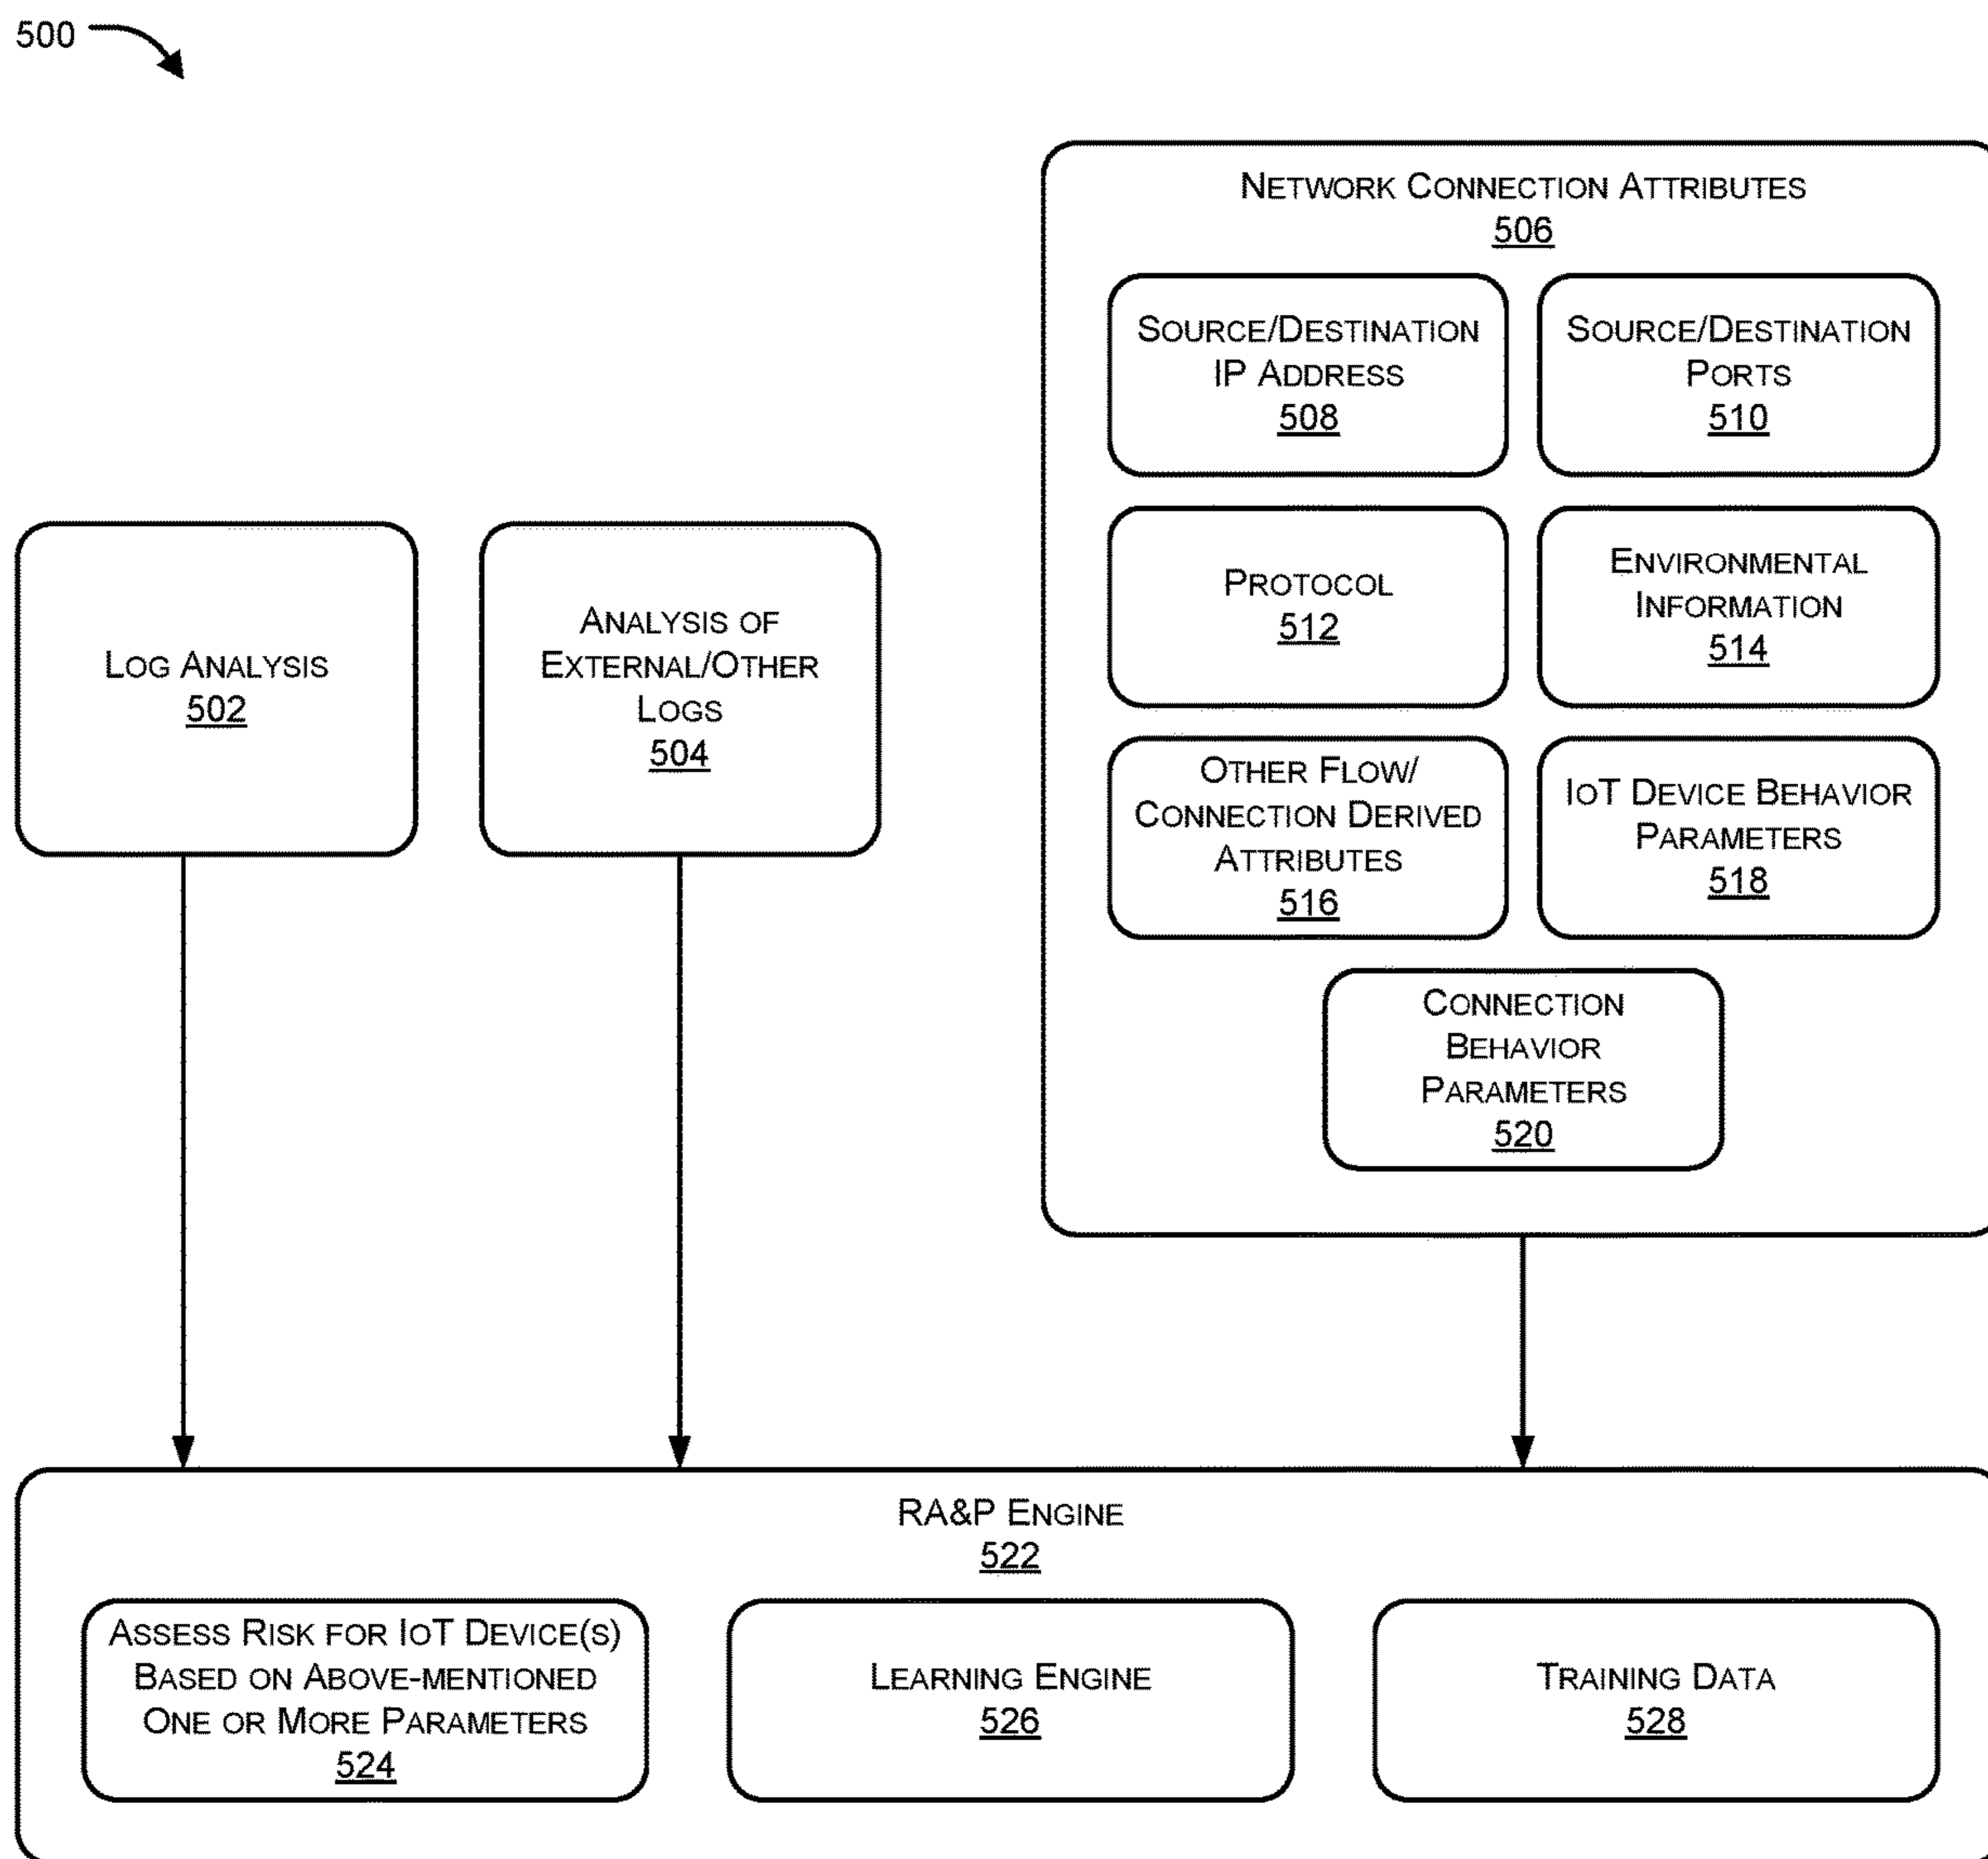 500
NETWORK CONNECTION ATTRIBUTES
506
SOURCE/DESTINATION
IP ADDRESS
508
SOURCE/DESTINATION
PORTS
510
PROTOCOL
512
ENVIRONMENTAL
INFORMATION
514
OTHER FLOW/
CONNECTION DERIVED
ATTRIBUTES
516
IOT DEVICE BEHAVIOR
PARAMETERS
518
CONNECTION
BEHAVIOR
PARAMETERS
520
LOG ANALYSIS
502
ANALYSIS OF
EXTERNAL/OTHER
LOGS
504
RA&P ENGINE
522
ASSESS RISK FOR IOT DEVICE(S)
BASED ON ABOVE-MENTIONED
ONE OR MORE PARAMETERS
524
LEARNING ENGINE
526
TRAINING DATA
528